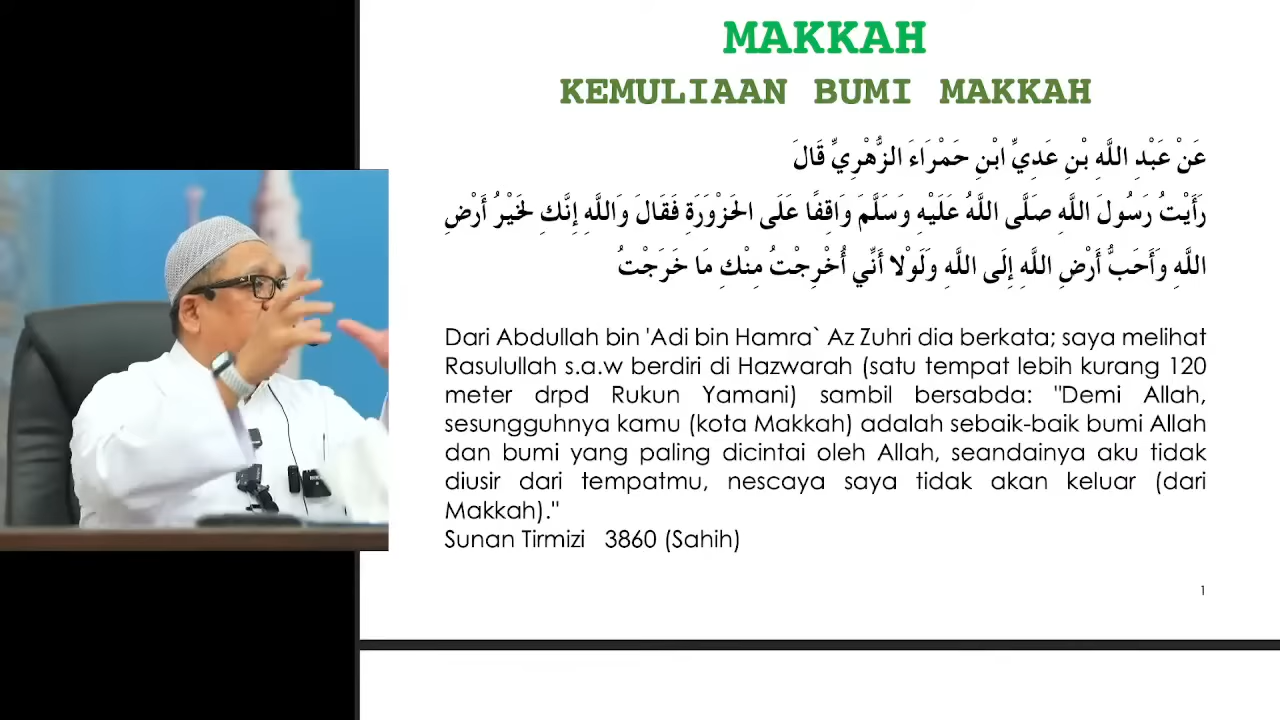 MAKKAH
KEMULIAAN BUMI MAKKAH
عَنْ عَبْدِ اللَّهِ بْنِ عَدِيِّ ابْنِ حَمْرَاءَ الزُّهْرِيِّ قَالَ
رَأَيْتُ رَسُولَ اللَّهِ صَلَّى اللَّهُ عَلَيْهِ وَسَلَّمَ وَاقِفًا عَلَى الْحَزْوَرَةِ فَقَالَ وَاللَّهِ إِنَّكِ لَخَيْرُ أَرْضِ
اللَّهِ وَأَحَبُّ أَرْضِ اللَّهِ إِلَى اللَّهِ وَلَوْلا أَنِّي أُخْرِجْتُ مِنْكِ مَا خَرَجْتُ
Dari Abdullah bin 'Adi bin Hamra` Az Zuhri dia berkata; saya melihat
Rasulullah s.a.w berdiri di Hazwarah (satu tempat lebih kurang 120
meter drpd Rukun Yamani) sambil bersabda: "Demi Allah,
sesungguhnya kamu (kota Makkah) adalah sebaik-baik bumi Allah
dan bumi yang paling dicintai oleh Allah, seandainya aku tidak
diusir dari tempatmu, nescaya saya tidak akan keluar (dari
Makkah)."
Sunan Tirmizi 3860 (Sahih)
1